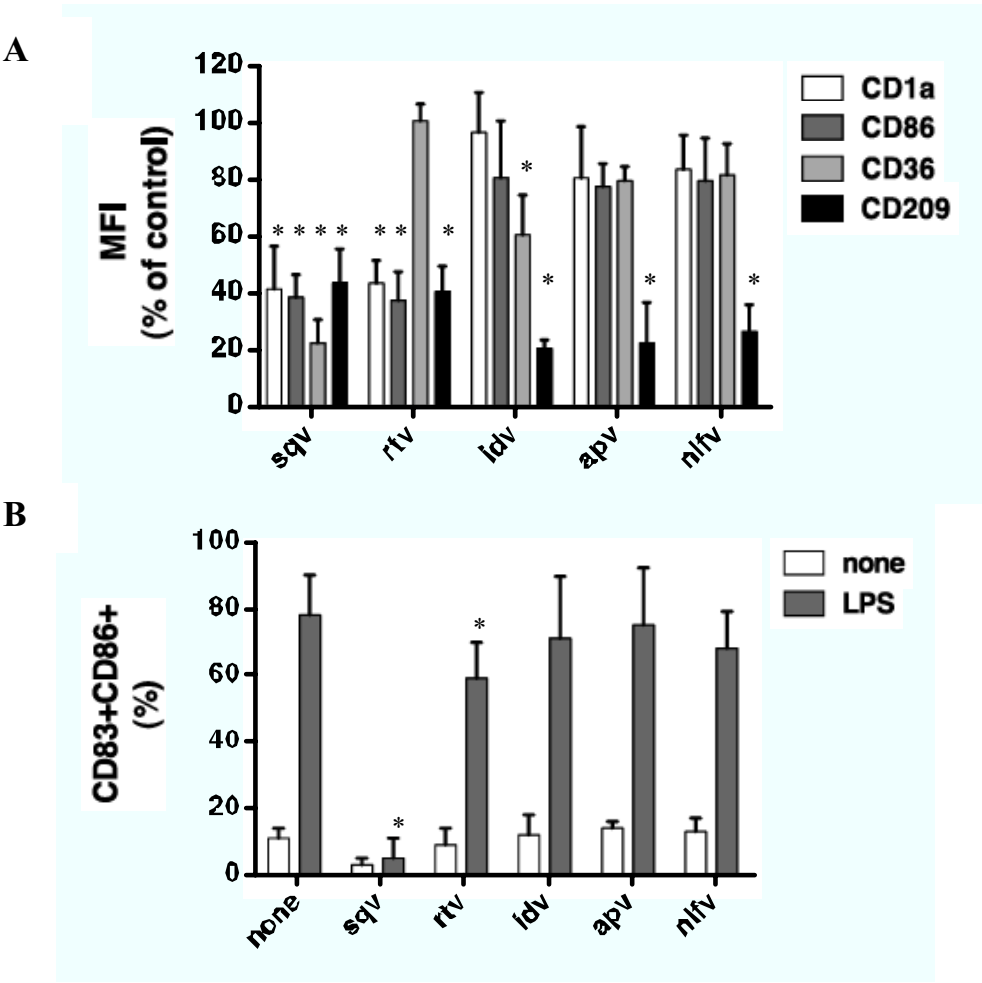 A
120
100
80
60
40
20
0
MFI
(% of control)
* * * *
* *
*
*
*
*
*
sqv
rtv
idv
apv
nlfv
CD1a
CD86
CD36
CD209
B
100
80
60
40
20
0
CD83+CD86+
(%)
*
*
none
sqv
rtv
idv
apv
nlfv
none
LPS